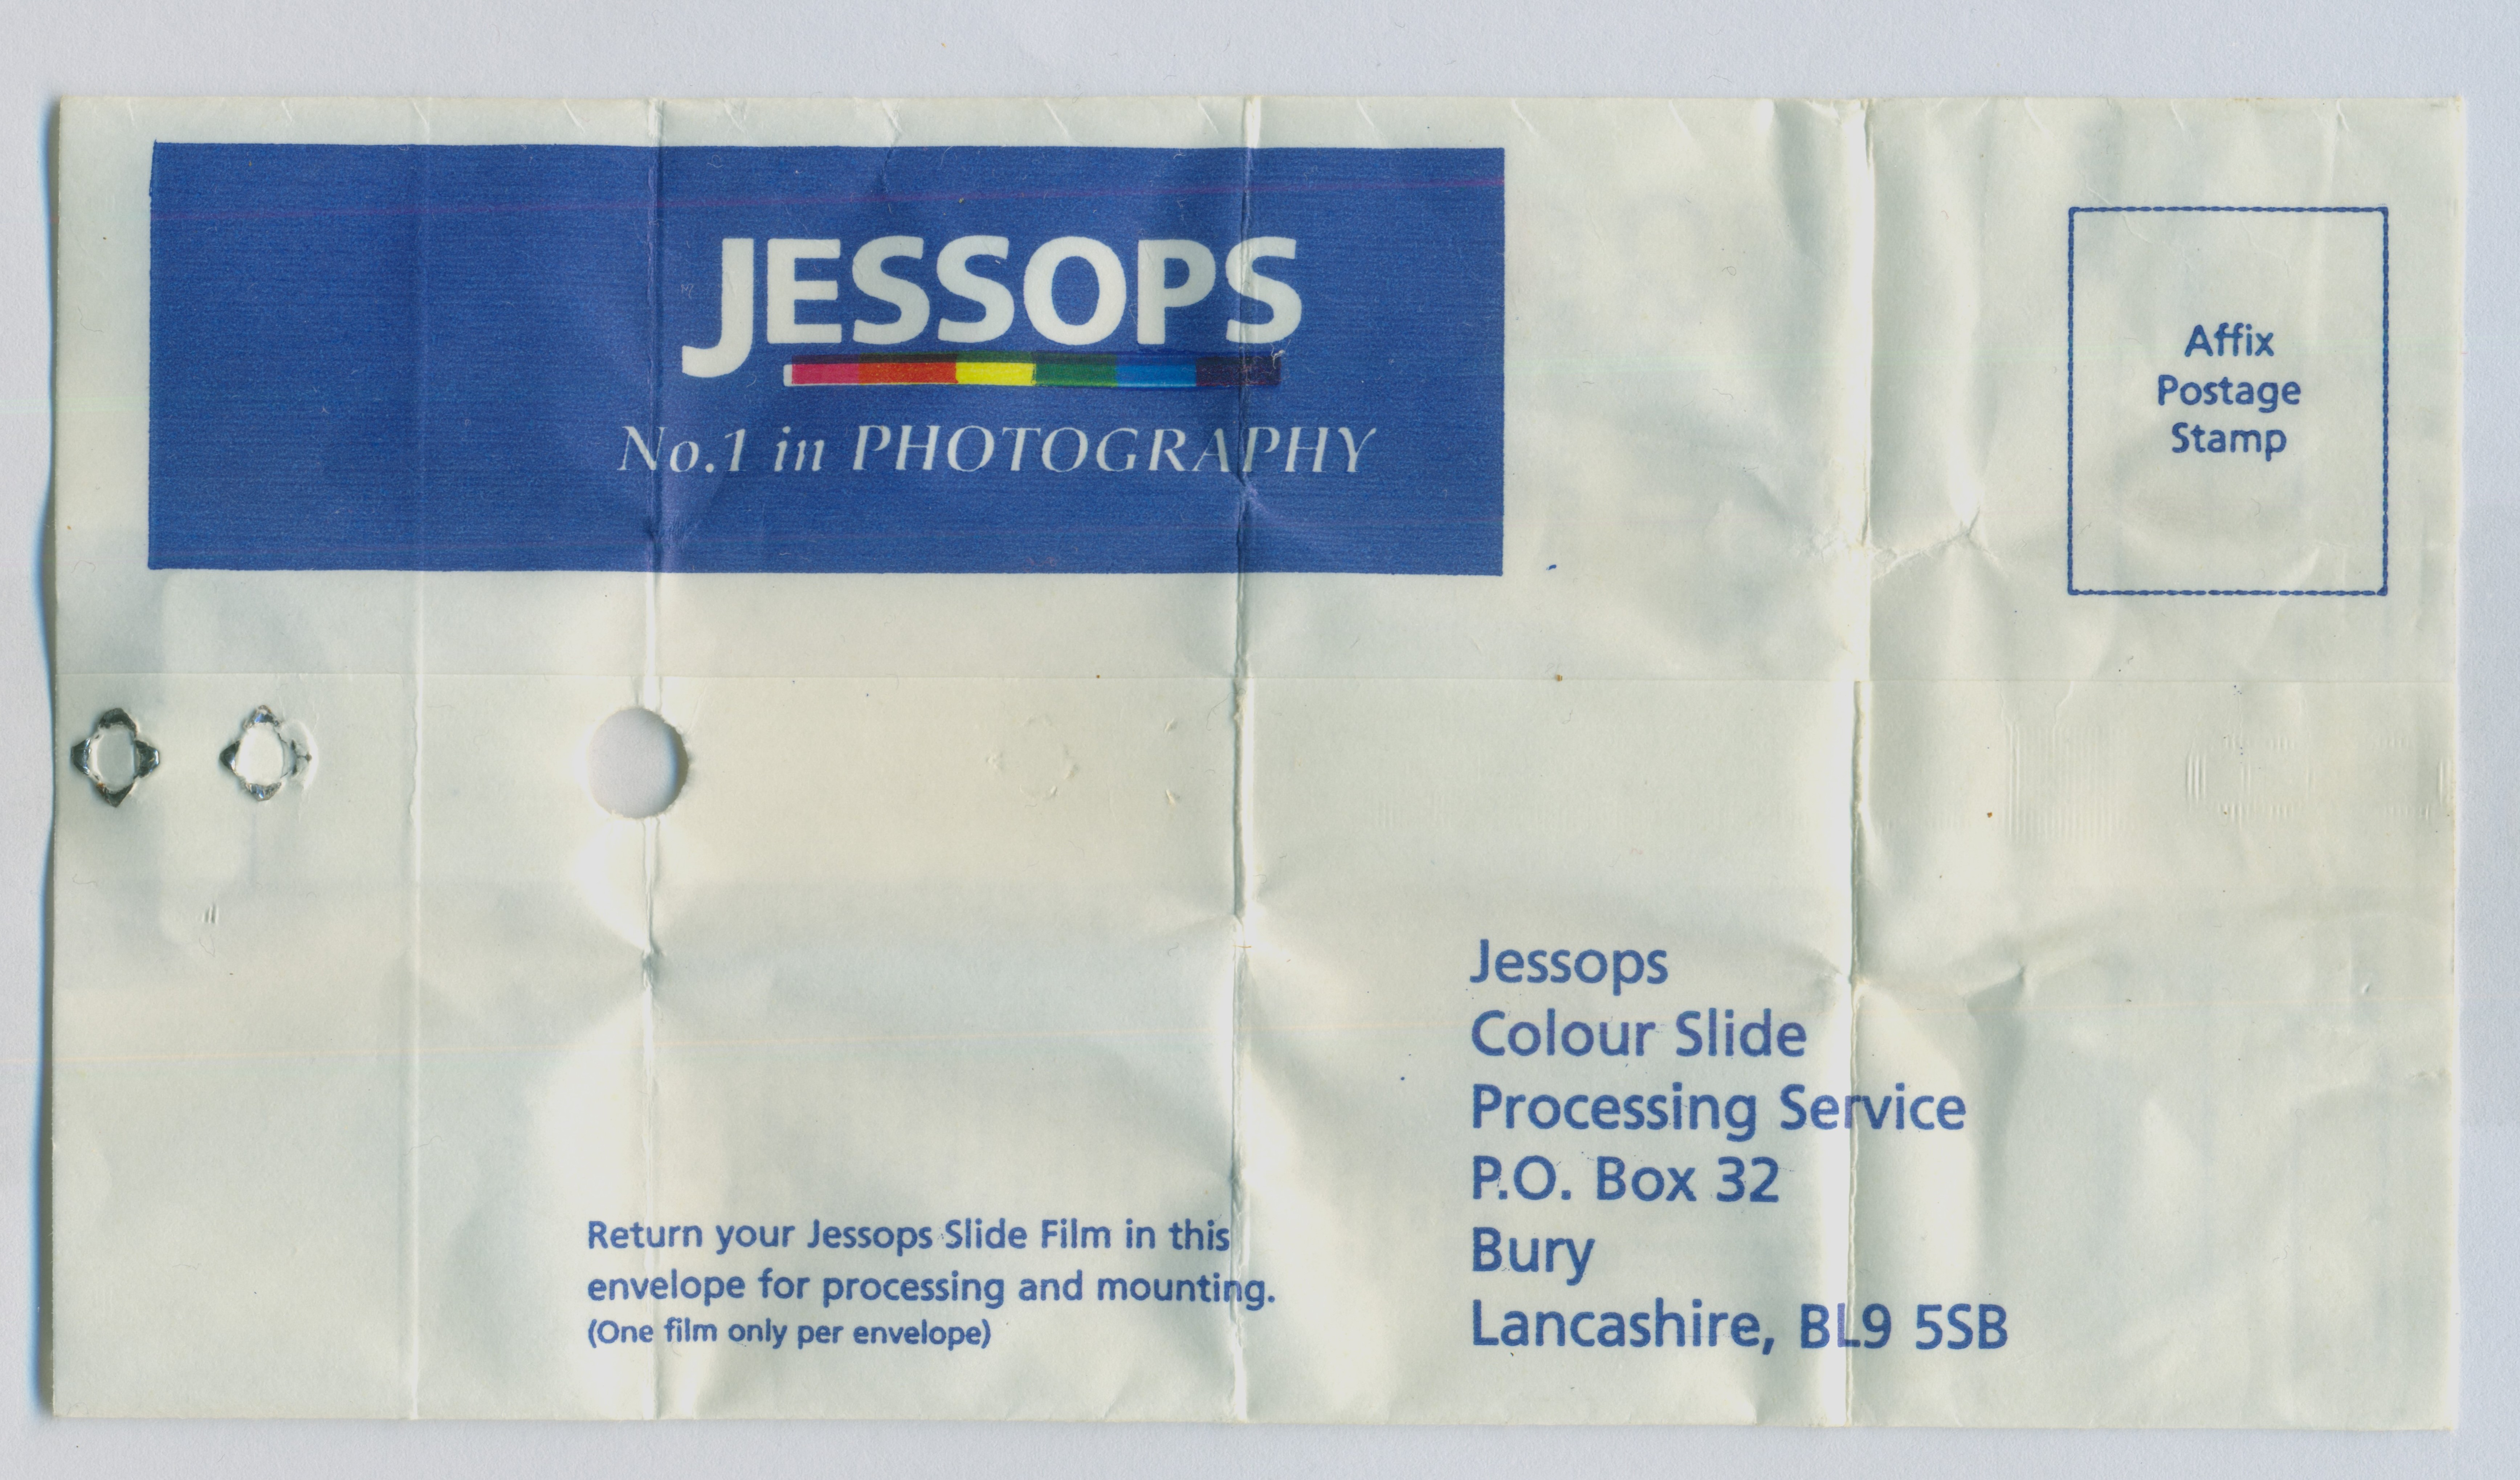 JESSOPS
No.1 in PHOTOGRAPHY
Affix
Postage
Stamp
Jessops
Colour Slide
Processing Service
P.O. Box 32
Bury
Lancashire, BL9 5SB
Return your Jessops Slide Film in this
envelope for processing and mounting.
(One film only per envelope)